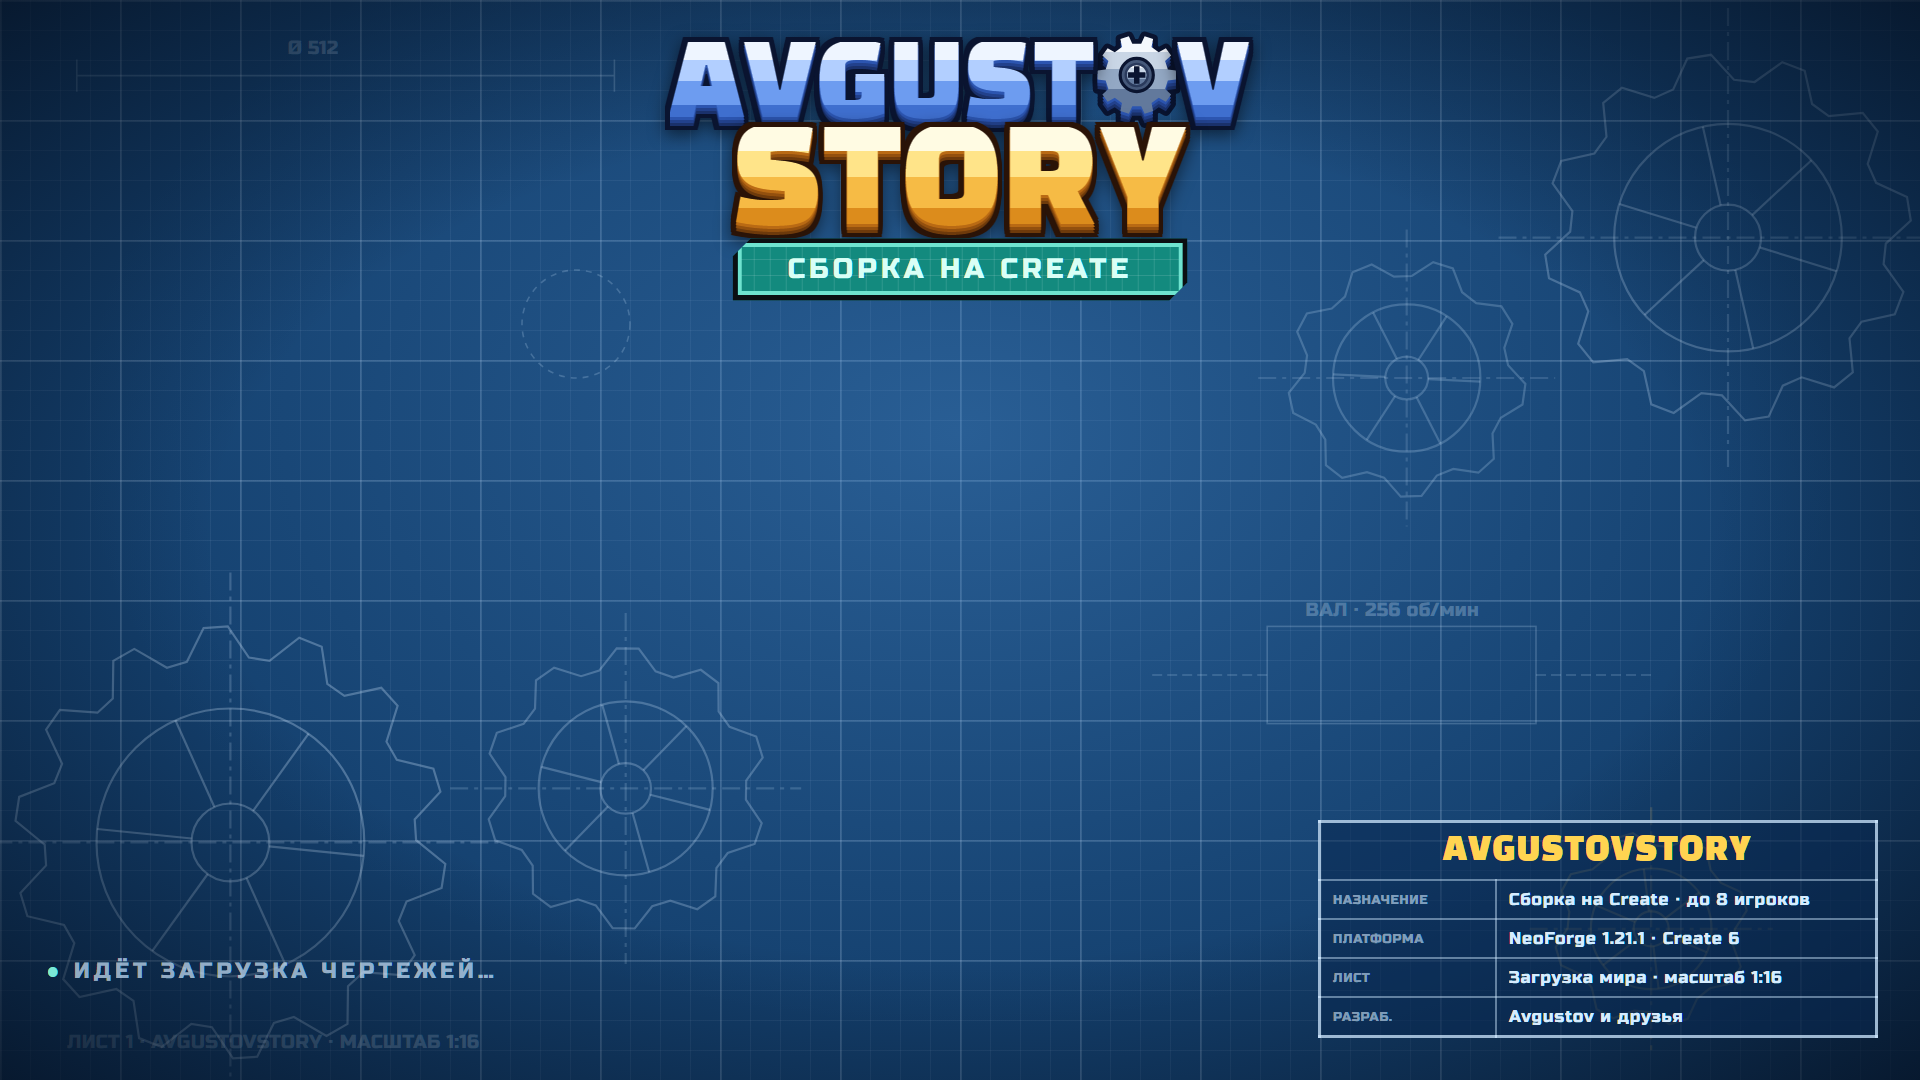 Ø 512
AVGUSTOV
STORY
СБОРКА НА CREATE
ВАЛ · 256 об/мин
AVGUSTOVSTORY
НАЗНАЧЕНИЕ Сборка на Create · до 8 игроков
ПЛАТФОРМА NeoForge 1.21.1 · Create 6
ЛИСТ Загрузка мира · масштаб 1:16
РАЗРАБ. Avgustov и друзья
ИДЁТ ЗАГРУЗКА ЧЕРТЕЖЕЙ…
ЛИСТ 1 · AVGUSTOVSTORY · МАСШТАБ 1:16